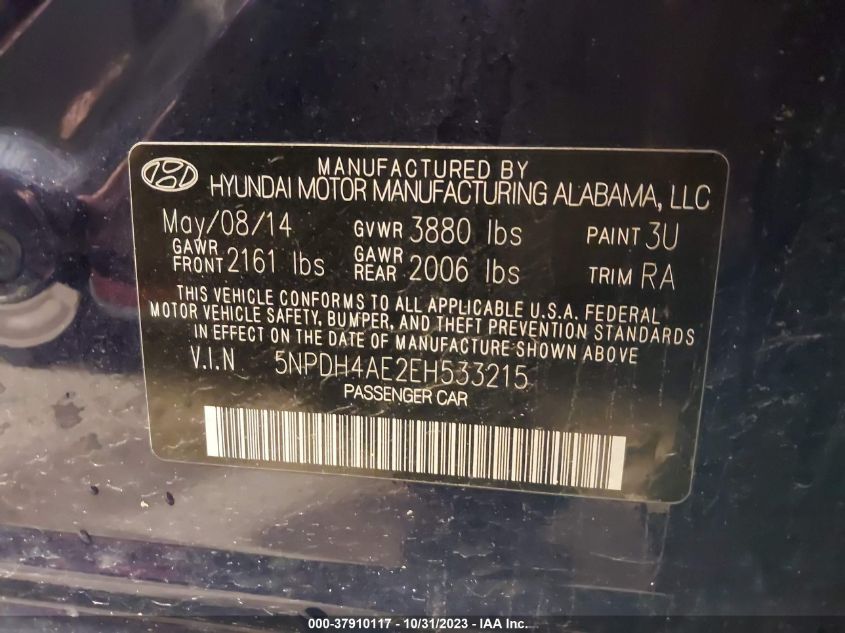 MANUFACTURED BY
HYUNDAI MOTOR MANUFACTURING ALABAMA, LLC
May/08/14 GVWR 3880 lbs PAINT 3U
GAWR FRONT 2161 lbs GAWR REAR 2006 lbs TRIM RA
THIS VEHICLE CONFORMS TO ALL APPLICABLE U.S.A. FEDERAL
MOTOR VEHICLE SAFETY, BUMPER, AND THEFT PREVENTION STANDARDS
IN EFFECT ON THE DATE OF MANUFACTURE SHOWN ABOVE
V.I.N 5NPDH4AE2EH533215
PASSENGER CAR
000-37910117 - 10/31/2023 - IAA Inc.